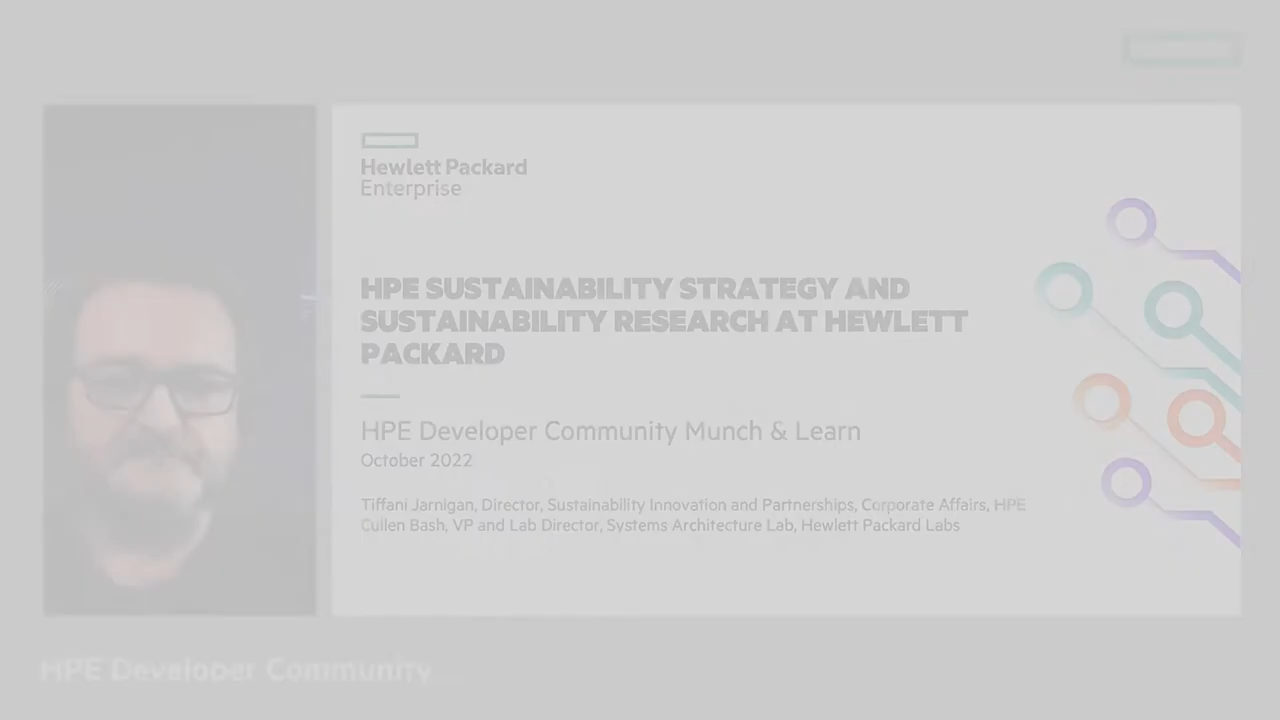 Hewlett Packard
Enterprise
HPE SUSTAINABILITY STRATEGY AND
SUSTAINABILITY RESEARCH AT HEWLETT
PACKARD
HPE Developer Community Munch & Learn
October 2022
Tiffani Jarnigan, Director, Sustainability Innovation and Partnerships, Corporate Affairs, HPE
Cullen Bash, VP and Lab Director, Systems Architecture Lab, Hewlett Packard Labs
HPE Developer Community